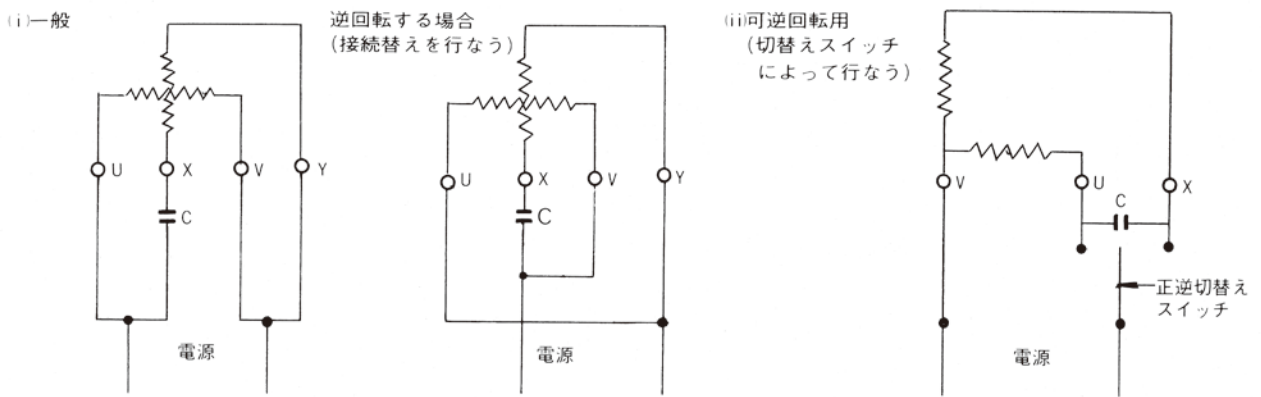 (i)一般
U
X
V
Y
C
電源
逆回転する場合
(接続替えを行なう)
U
X
V
Y
C
電源
(ii)可逆回転用
(切替えスイッチ
によって行なう)
V
U
X
C
正逆切替え
スイッチ
電源